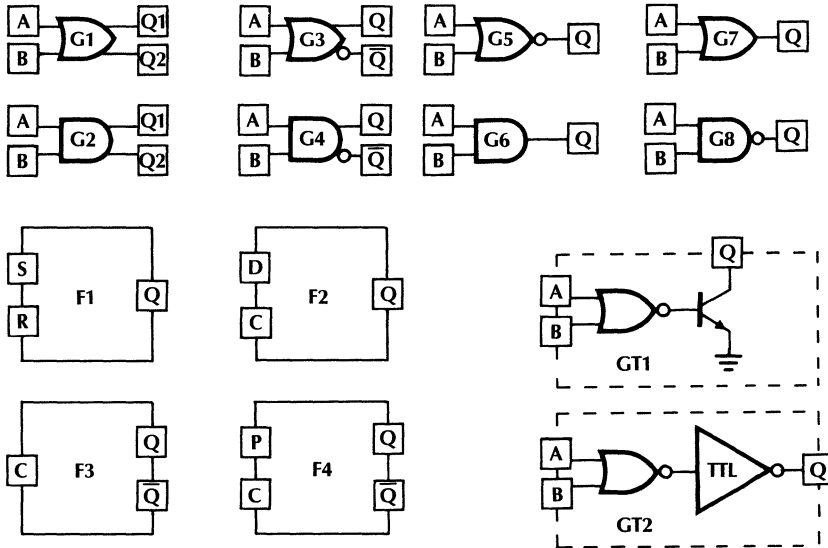 A Q1 A Q A A
G1 G3 G5 Q G7 Q
B Q2 B Q̅ B B
A Q1 A Q A A
G2 G4 G6 Q G8 Q
B Q2 B Q̅ B B
S D Q
F1 Q F2 Q A
R C B
GT1
Q Q
C F3 P F4 A TTL Q
Q̅ C Q̅ B
GT2